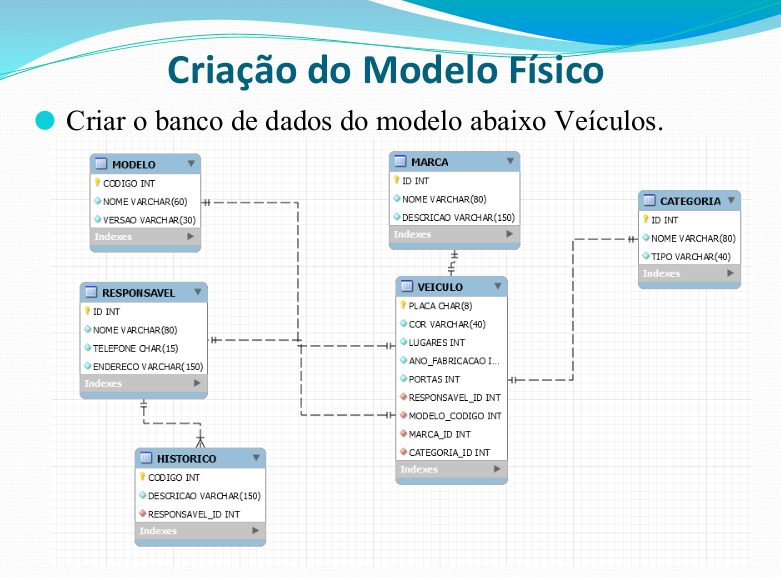 Criação do Modelo Físico
Criar o banco de dados do modelo abaixo Veículos.
MODELO
CODIGO INT
NOME VARCHAR(60)
VERSAO VARCHAR(30)
Indexes
MARCA
ID INT
NOME VARCHAR(80)
DESCRICAO VARCHAR(150)
Indexes
CATEGORIA
ID INT
NOME VARCHAR(80)
TIPO VARCHAR(40)
Indexes
RESPONSAVEL
ID INT
NOME VARCHAR(80)
TELEFONE CHAR(15)
ENDERECO VARCHAR(150)
Indexes
VEICULO
PLACA CHAR(8)
COR VARCHAR(40)
LUGARES INT
ANO_FABRICACAO I...
PORTAS INT
RESPONSAVEL_ID INT
MODELO_CODIGO INT
MARCA_ID INT
CATEGORIA_ID INT
Indexes
HISTORICO
CODIGO INT
DESCRICAO VARCHAR(150)
RESPONSAVEL_ID INT
Indexes